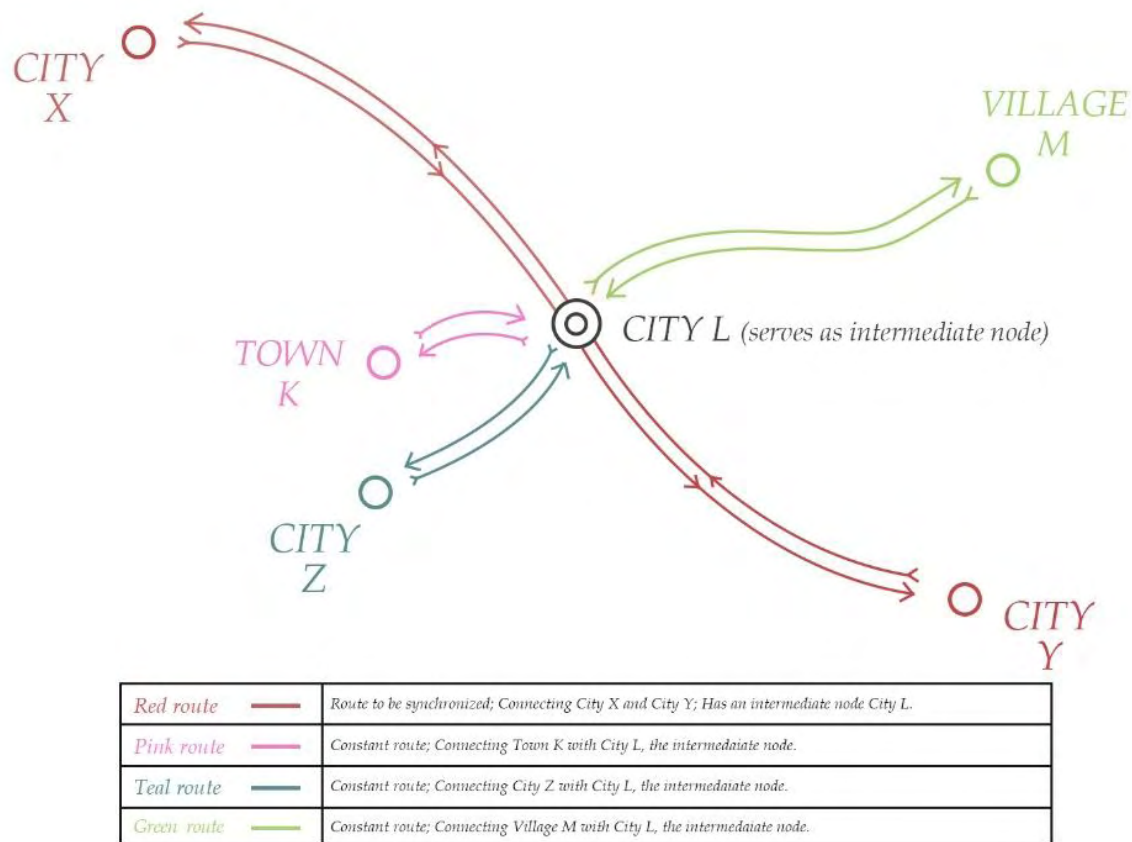 CITY
X
VILLAGE
M
CITY L (serves as intermediate node)
TOWN
K
CITY
Z
CITY
Y
Red route Route to be synchronized; Connecting City X and City Y; Has an intermediate node City L.
Pink route Constant route; Connecting Town K with City L, the intermedaiate node.
Teal route Constant route; Connecting City Z with City L, the intermedaiate node.
Green route Constant route; Connecting Village M with City L, the intermedaiate node.